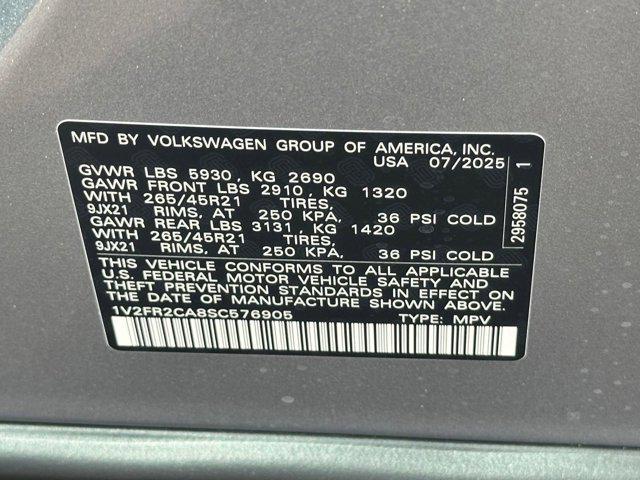 MFD BY VOLKSWAGEN GROUP OF AMERICA, INC.
USA 07/2025
GVWR LBS 5930, KG 2690
GAWR FRONT LBS 2910, KG 1320
WITH 265/45R21 TIRES,
9JX21 RIMS, AT 250 KPA, 36 PSI COLD
GAWR REAR LBS 3131, KG 1420
WITH 265/45R21 TIRES,
9JX21 RIMS, AT 250 KPA, 36 PSI COLD
THIS VEHICLE CONFORMS TO ALL APPLICABLE
U.S. FEDERAL MOTOR VEHICLE SAFETY AND
THEFT PREVENTION STANDARDS IN EFFECT ON
THE DATE OF MANUFACTURE SHOWN ABOVE.
1V2FR2CA8SC576905 TYPE: MPV
2958075 1